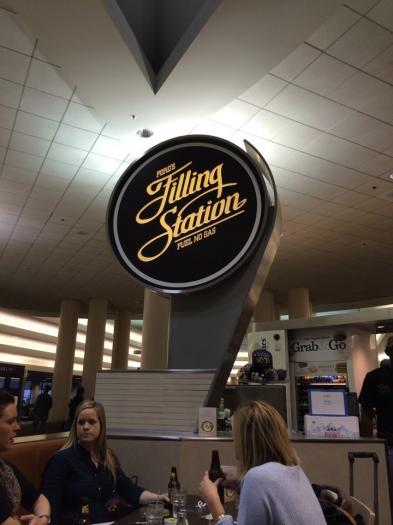 FORD'S
Filling
Station
FUEL NO GAS
Grab & Go